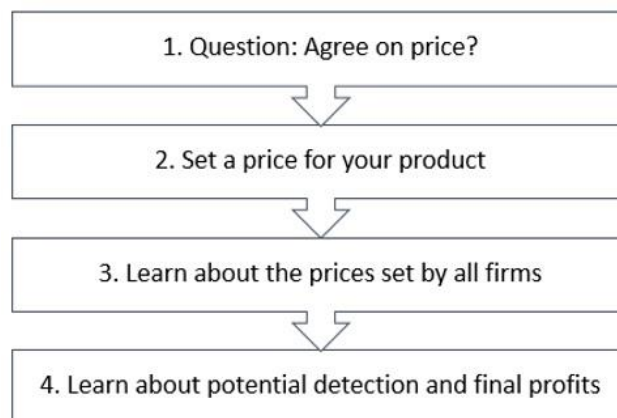 1. Question: Agree on price?
2. Set a price for your product
3. Learn about the prices set by all firms
4. Learn about potential detection and final profits